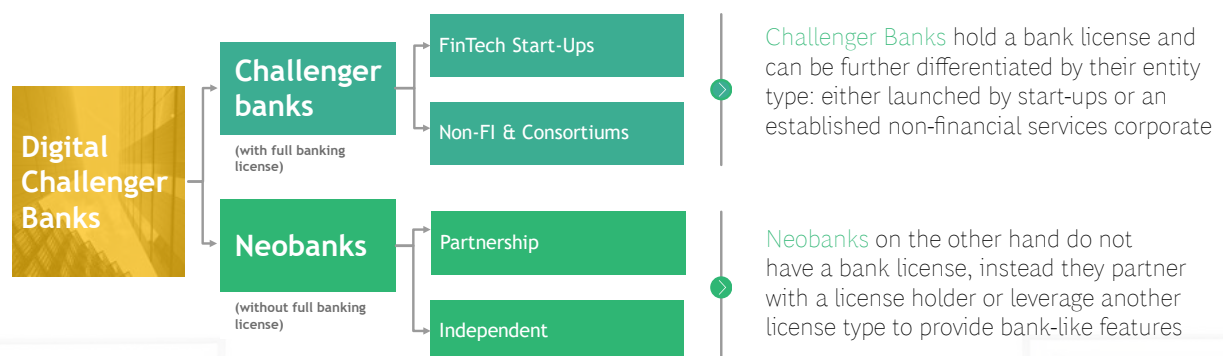 Digital
Challenger
Banks
Challenger
banks
(with full banking
license)
FinTech Start-Ups
Non-FI & Consortiums
Challenger Banks hold a bank license and
can be further differentiated by their entity
type: either launched by start-ups or an
established non-financial services corporate
Neobanks
(without full banking
license)
Partnership
Independent
Neobanks on the other hand do not
have a bank license, instead they partner
with a license holder or leverage another
license type to provide bank-like features